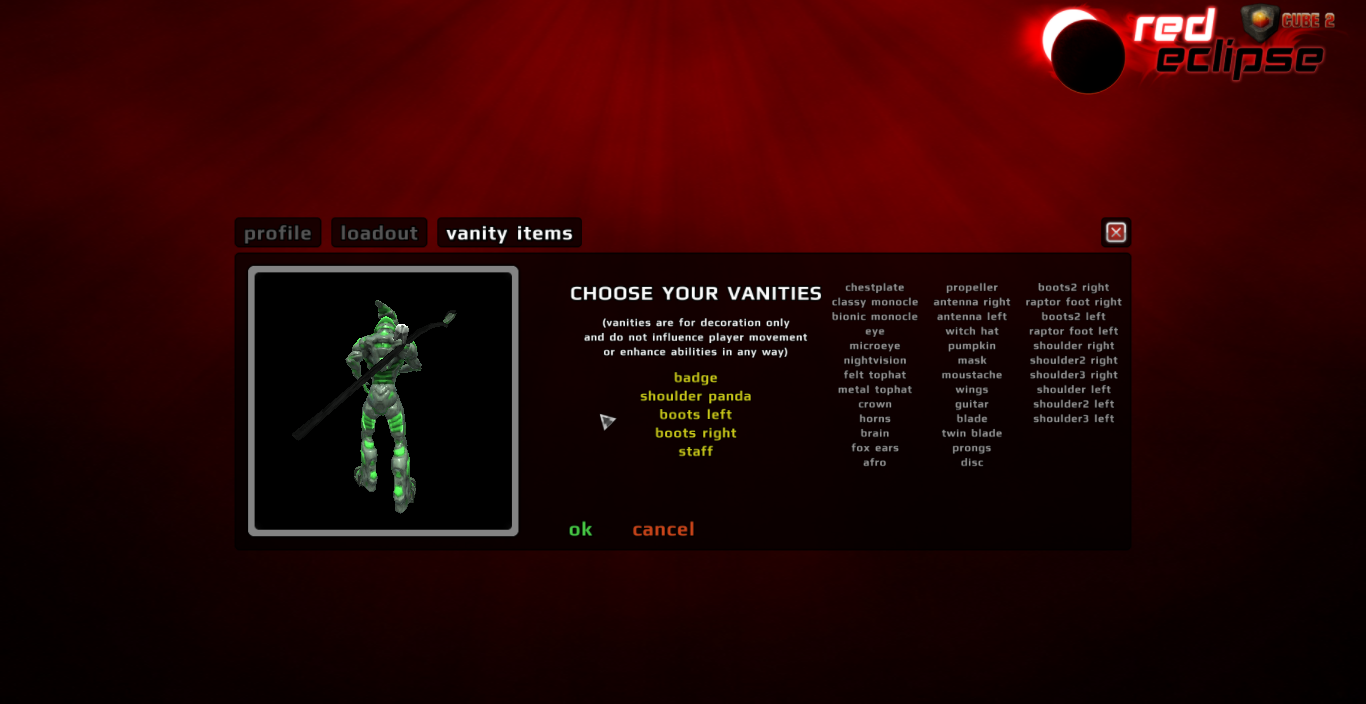 red
CUBE 2
eclipse
profile
loadout
vanity items
CHOOSE YOUR VANITIES
(vanities are for decoration only
and do not influence player movement
or enhance abilities in any way)
badge
shoulder panda
boots left
boots right
staff
ok
cancel
chestplate
classy monocle
bionic monocle
eye
microeye
nightvision
felt tophat
metal tophat
crown
horns
brain
fox ears
afro
propeller
antenna right
antenna left
witch hat
pumpkin
mask
moustache
wings
guitar
blade
twin blade
prongs
disc
boots2 right
raptor foot right
boots2 left
raptor foot left
shoulder right
shoulder2 right
shoulder3 right
shoulder left
shoulder2 left
shoulder3 left